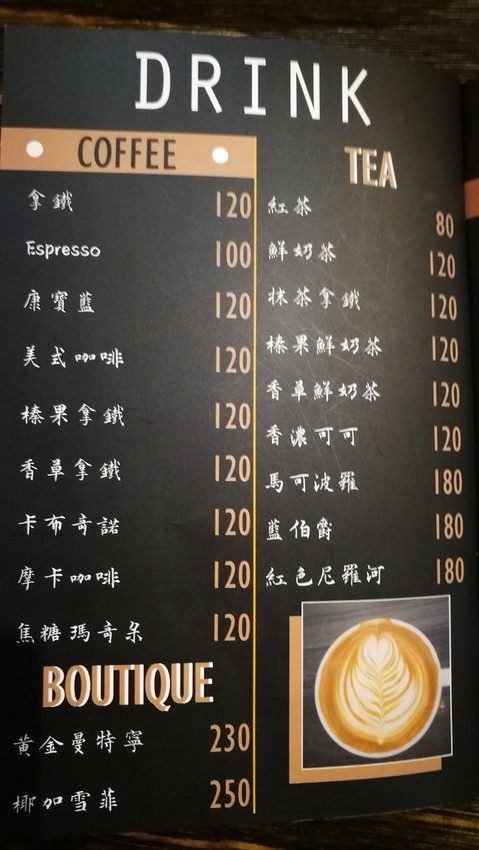 DRINK
COFFEE
拿鐵 120
Espresso 100
康寶藍 120
美式咖啡 120
榛果拿鐵 120
香草拿鐵 120
卡布奇諾 120
摩卡咖啡 120
焦糖瑪奇朵 120
BOUTIQUE
黃金曼特寧 230
椰加雪菲 250
TEA
紅茶 80
鮮奶茶 120
抹茶拿鐵 120
榛果鮮奶茶 120
香草鮮奶茶 120
香濃可可 120
馬可波羅 180
藍伯爵 180
紅色尼羅河 180